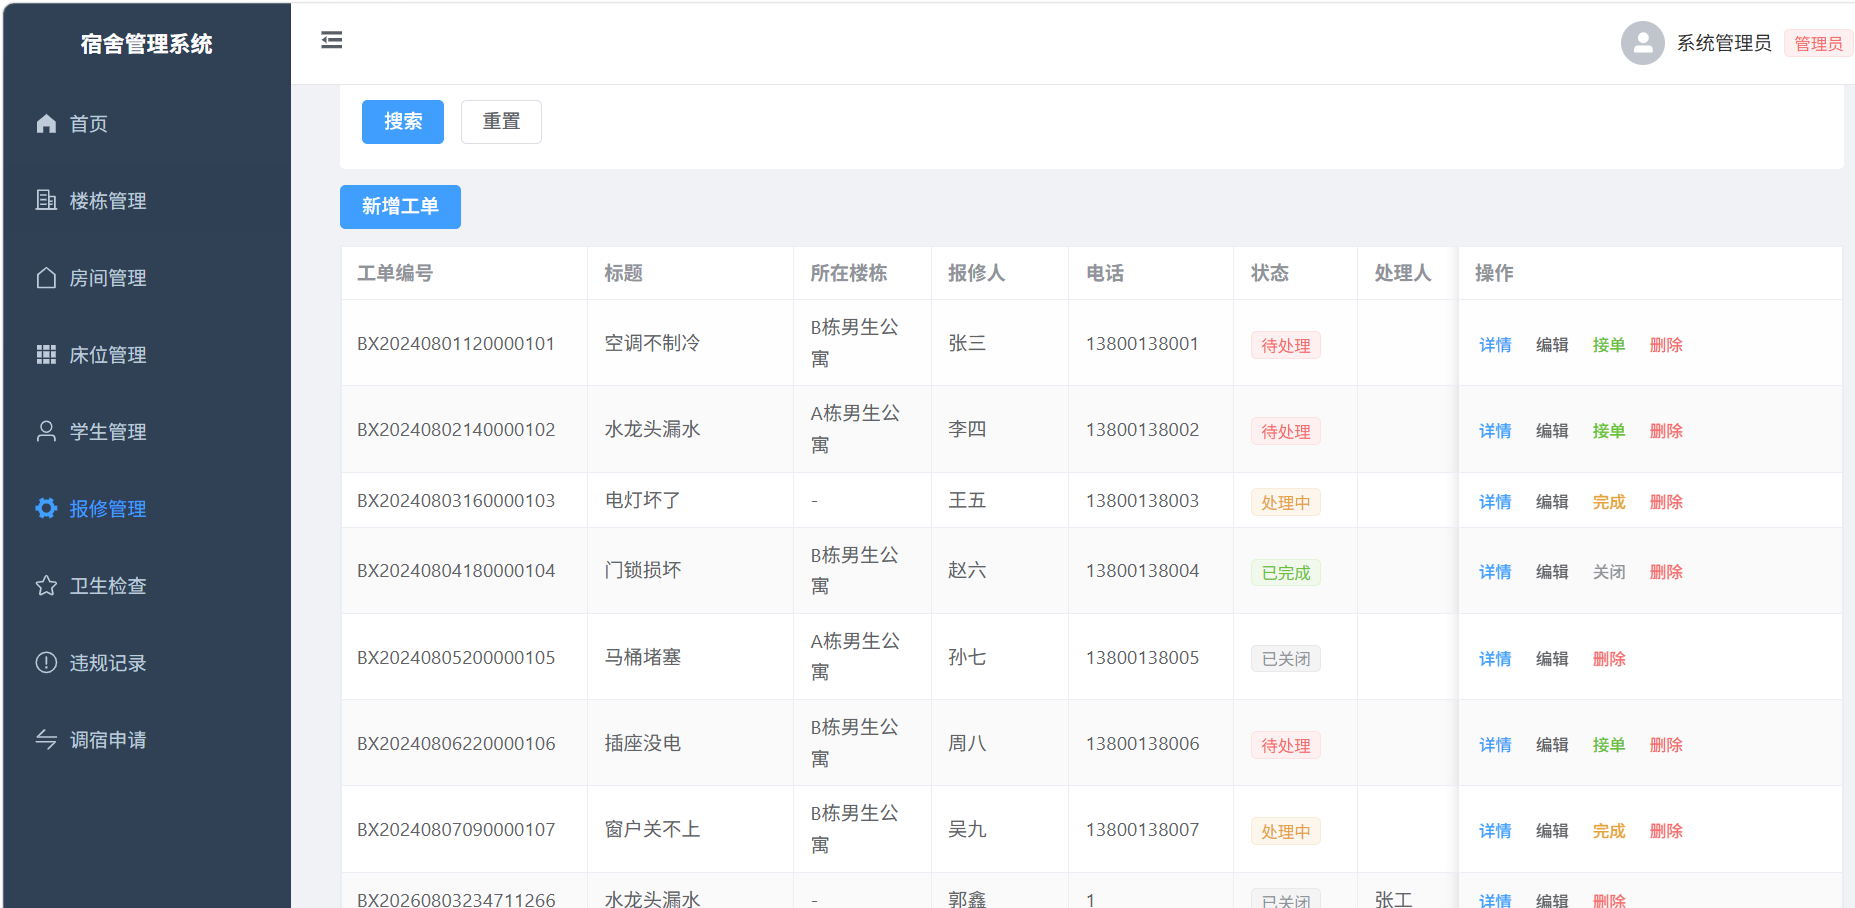 宿舍管理系统
首页
楼栋管理
房间管理
床位管理
学生管理
报修管理
卫生检查
违规记录
调宿申请
系统管理员 管理员
搜索 重置
新增工单
工单编号 标题 所在楼栋 报修人 电话 状态 处理人 操作
BX20240801120000101 空调不制冷 B栋男生公寓 张三 13800138001 待处理 详情 编辑 接单 删除
BX20240802140000102 水龙头漏水 A栋男生公寓 李四 13800138002 待处理 详情 编辑 接单 删除
BX20240803160000103 电灯坏了 - 王五 13800138003 处理中 详情 编辑 完成 删除
BX20240804180000104 门锁损坏 B栋男生公寓 赵六 13800138004 已完成 详情 编辑 关闭 删除
BX20240805200000105 马桶堵塞 A栋男生公寓 孙七 13800138005 已关闭 详情 编辑 删除
BX20240806220000106 插座没电 B栋男生公寓 周八 13800138006 待处理 详情 编辑 接单 删除
BX20240807090000107 窗户关不上 B栋男生公寓 吴九 13800138007 处理中 详情 编辑 完成 删除
BX20260803234711266 水龙头漏水 - 郭鑫 1 已关闭 张工 详情 编辑 删除